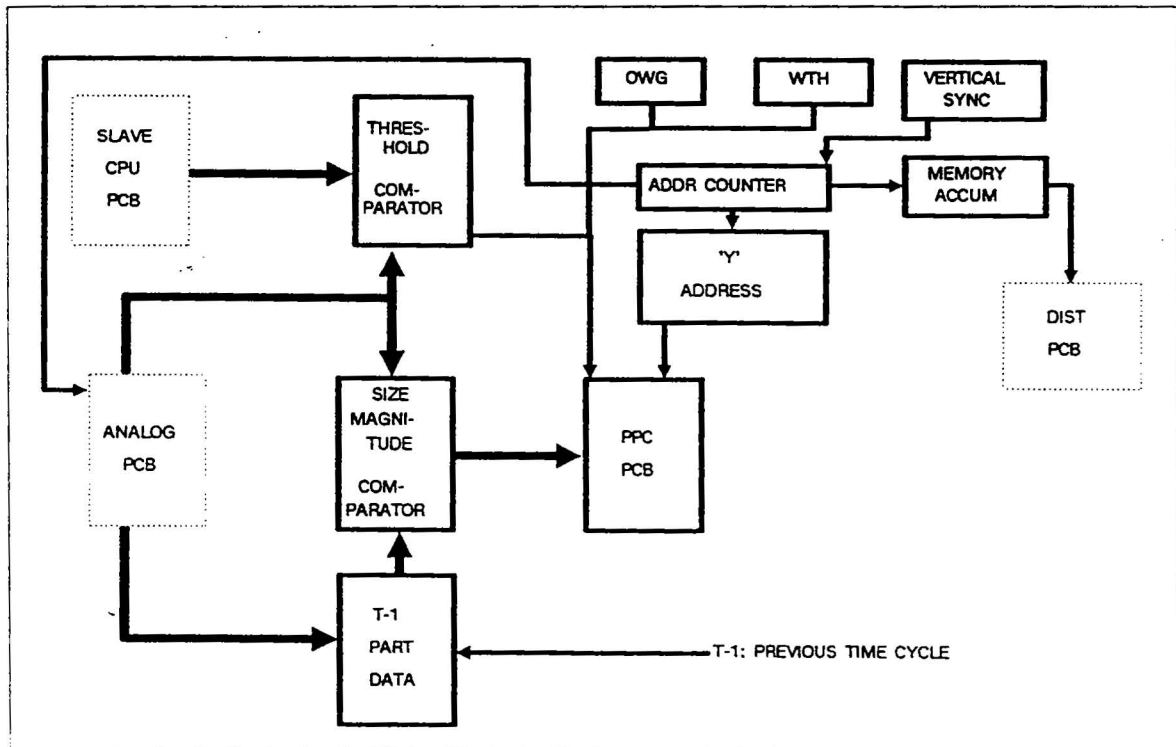 OWG
WTH
VERTICAL
SYNC
SLAVE
CPU
PCB
THRES-
HOLD
COM-
PARATOR
ADDR COUNTER
MEMORY
ACCUM
'Y'
ADDRESS
DIST
PCB
ANALOG
PCB
SIZE
MAGNI-
TUDE
COM-
PARATOR
PPC
PCB
T-1
PART
DATA
T-1: PREVIOUS TIME CYCLE